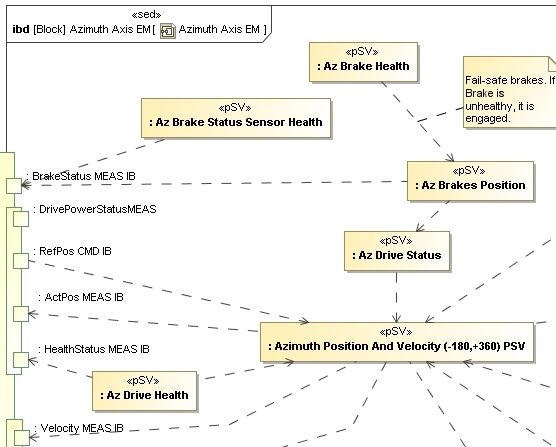 «sed»
ibd [Block] Azimuth Axis EM [ Azimuth Axis EM ]
«pSV»
: Az Brake Health
Fail-safe brakes. If
Brake is
unhealthy, it is
engaged.
«pSV»
: Az Brake Status Sensor Health
: BrakeStatus MEAS IB
«pSV»
: Az Brakes Position
: DrivePowerStatusMEAS
«pSV»
: Az Drive Status
: RefPos CMD IB
: ActPos MEAS IB
«pSV»
: Azimuth Position And Velocity (-180,+360) PSV
: HealthStatus MEAS IB
«pSV»
: Az Drive Health
: Velocity MEAS IB